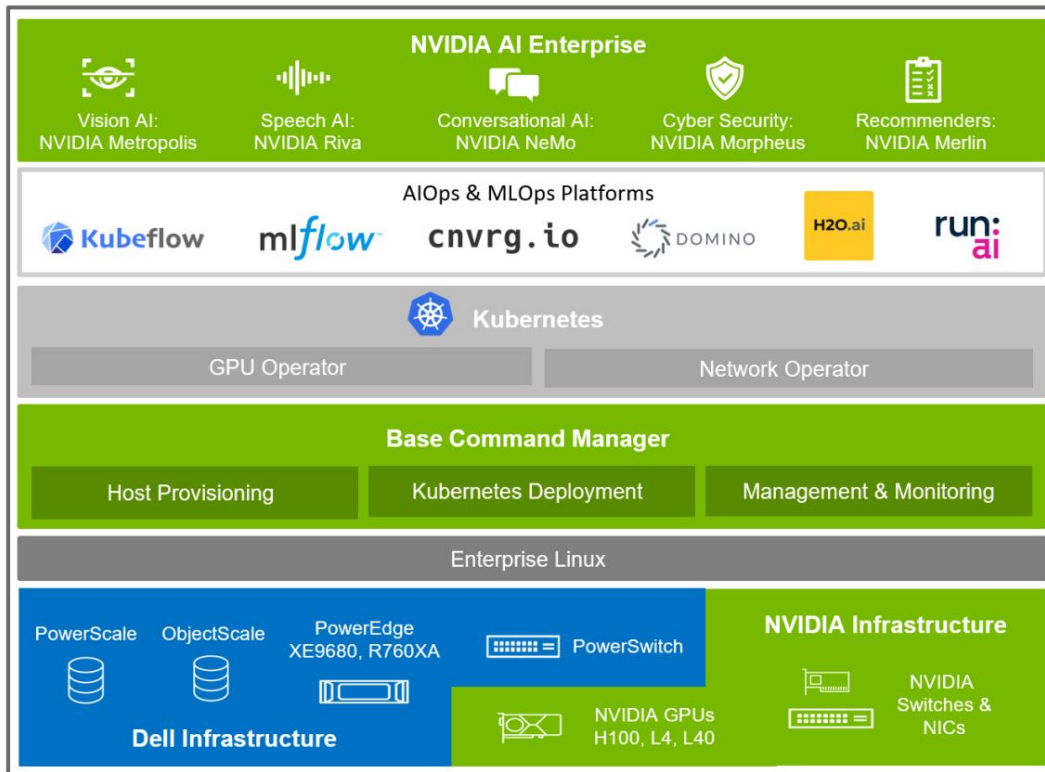 NVIDIA AI Enterprise
Vision AI:
NVIDIA Metropolis
Speech AI:
NVIDIA Riva
Conversational AI:
NVIDIA NeMo
Cyber Security:
NVIDIA Morpheus
Recommenders:
NVIDIA Merlin
AIOps & MLOps Platforms
Kubeflow
mlflow™
cnvrg.io
DOMINO
H2O.ai
run:
ai
Kubernetes
GPU Operator
Network Operator
Base Command Manager
Host Provisioning
Kubernetes Deployment
Management & Monitoring
Enterprise Linux
PowerScale
ObjectScale
PowerEdge
XE9680, R760XA
PowerSwitch
Dell Infrastructure
NVIDIA GPUs
H100, L4, L40
NVIDIA Infrastructure
NVIDIA
Switches &
NICs